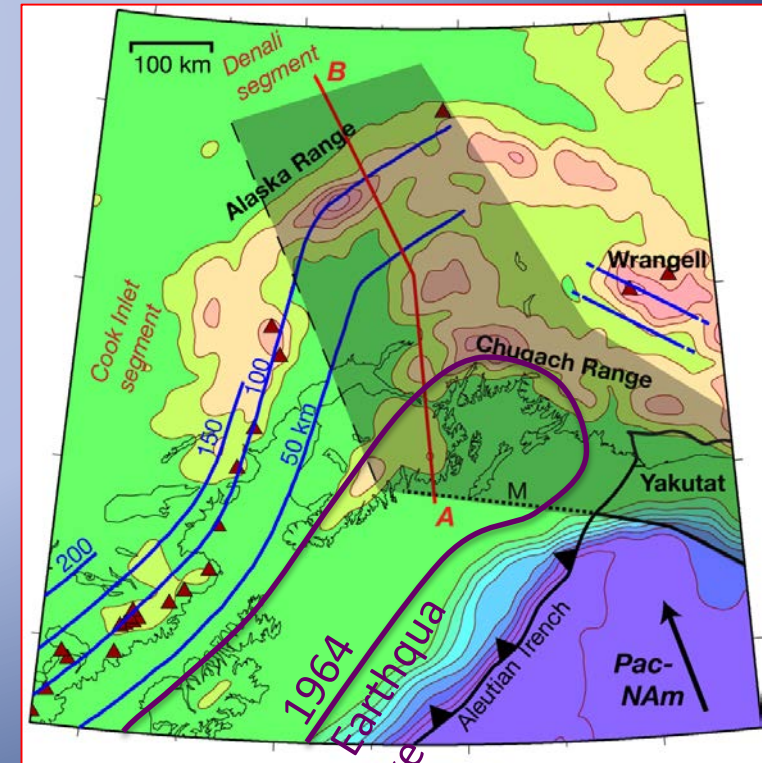 100 km
Denali
segment
B
Alaska Range
Wrangell
Cook Inlet
segment
Chugach Range
100
150
50 km
Yakutat
M
A
200
1964
Earthqua
ke
Aleutian Trench
Pac-
NAm